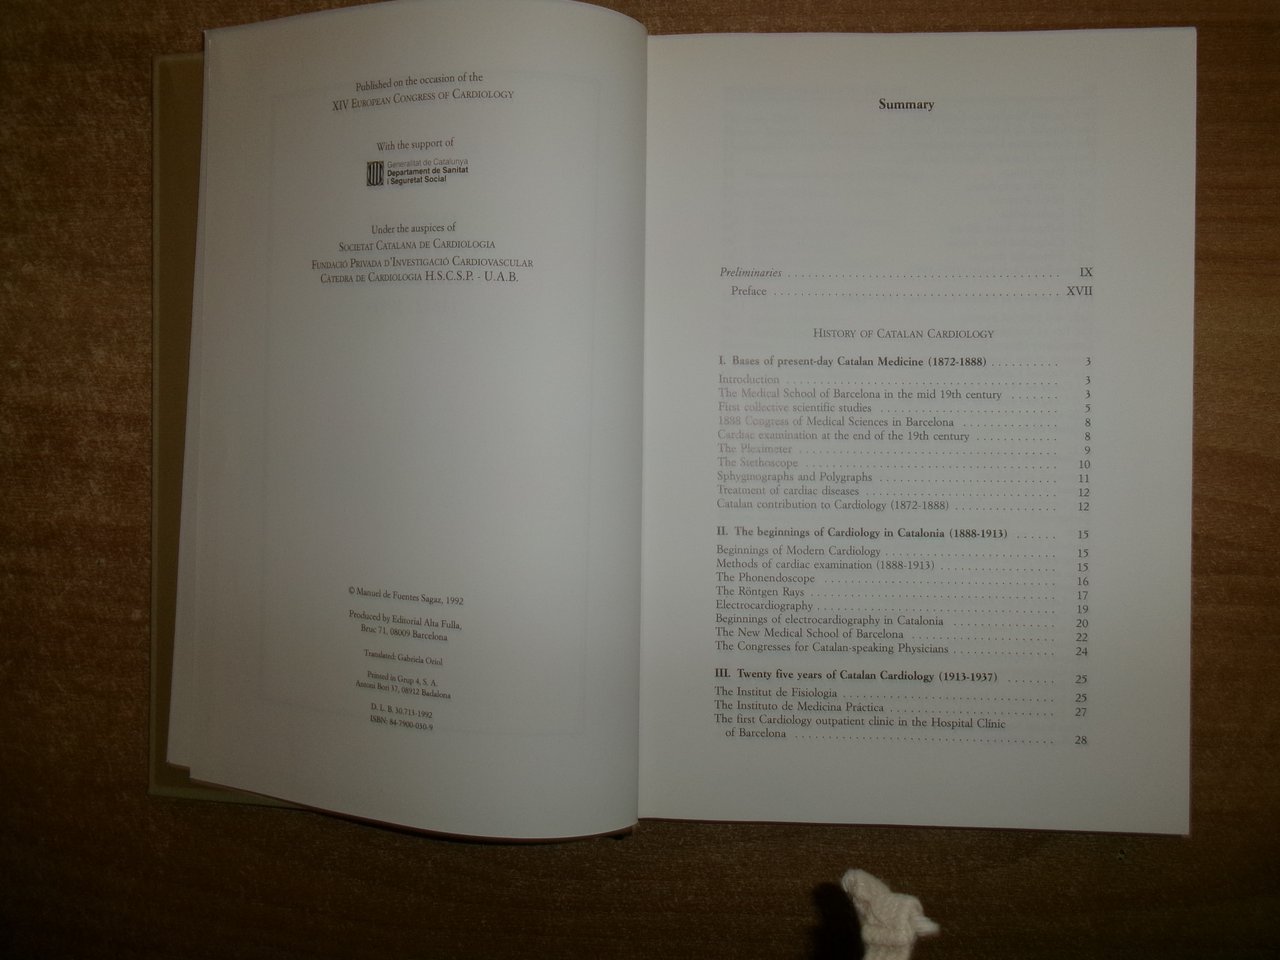 Published on the occasion of the
XIV European Congress of Cardiology
With the support of
Generalitat de Catalunya
Departament de Sanitat
i Seguretat Social
Under the auspices of
Societat Catalana de Cardiologia
Fundació Privada d'Investigació Cardiovascular
Càtedra de Cardiologia H.S.C.S.P. - U.A.B.
© Manuel de Fuentes Sagaz, 1992
Produced by Editorial Alta Fulla,
Bruc 71, 08009 Barcelona
Translated: Gabriela Oriol
Printed in Grup 4, S. A.
Antoni Bori 37, 08912 Badalona
D. L. B. 30.713-1992
ISBN: 84-7900-030-9
Summary
Preliminaries . . . . . IX
Preface . . . . . XVII
History of Catalan Cardiology
I. Bases of present-day Catalan Medicine (1872-1888) . . . . . 3
Introduction . . . . . 3
The Medical School of Barcelona in the mid 19th century . . . . . 3
First collective scientific studies . . . . . 5
1888 Congress of Medical Sciences in Barcelona . . . . . 8
Cardiac examination at the end of the 19th century . . . . . 8
The Pleximeter . . . . . 9
The Stethoscope . . . . . 10
Sphygmographs and Polygraphs . . . . . 11
Treatment of cardiac diseases . . . . . 12
Catalan contribution to Cardiology (1872-1888) . . . . . 12
II. The beginnings of Cardiology in Catalonia (1888-1913) . . . . . 15
Beginnings of Modern Cardiology . . . . . 15
Methods of cardiac examination (1888-1913) . . . . . 15
The Phonendoscope . . . . . 16
The Röntgen Rays . . . . . 17
Electrocardiography . . . . . 19
Beginnings of electrocardiography in Catalonia . . . . . 20
The New Medical School of Barcelona . . . . . 22
The Congresses for Catalan-speaking Physicians . . . . . 24
III. Twenty five years of Catalan Cardiology (1913-1937) . . . . . 25
The Institut de Fisiologia . . . . . 25
The Instituto de Medicina Práctica . . . . . 27
The first Cardiology outpatient clinic in the Hospital Clínic
of Barcelona . . . . . 28